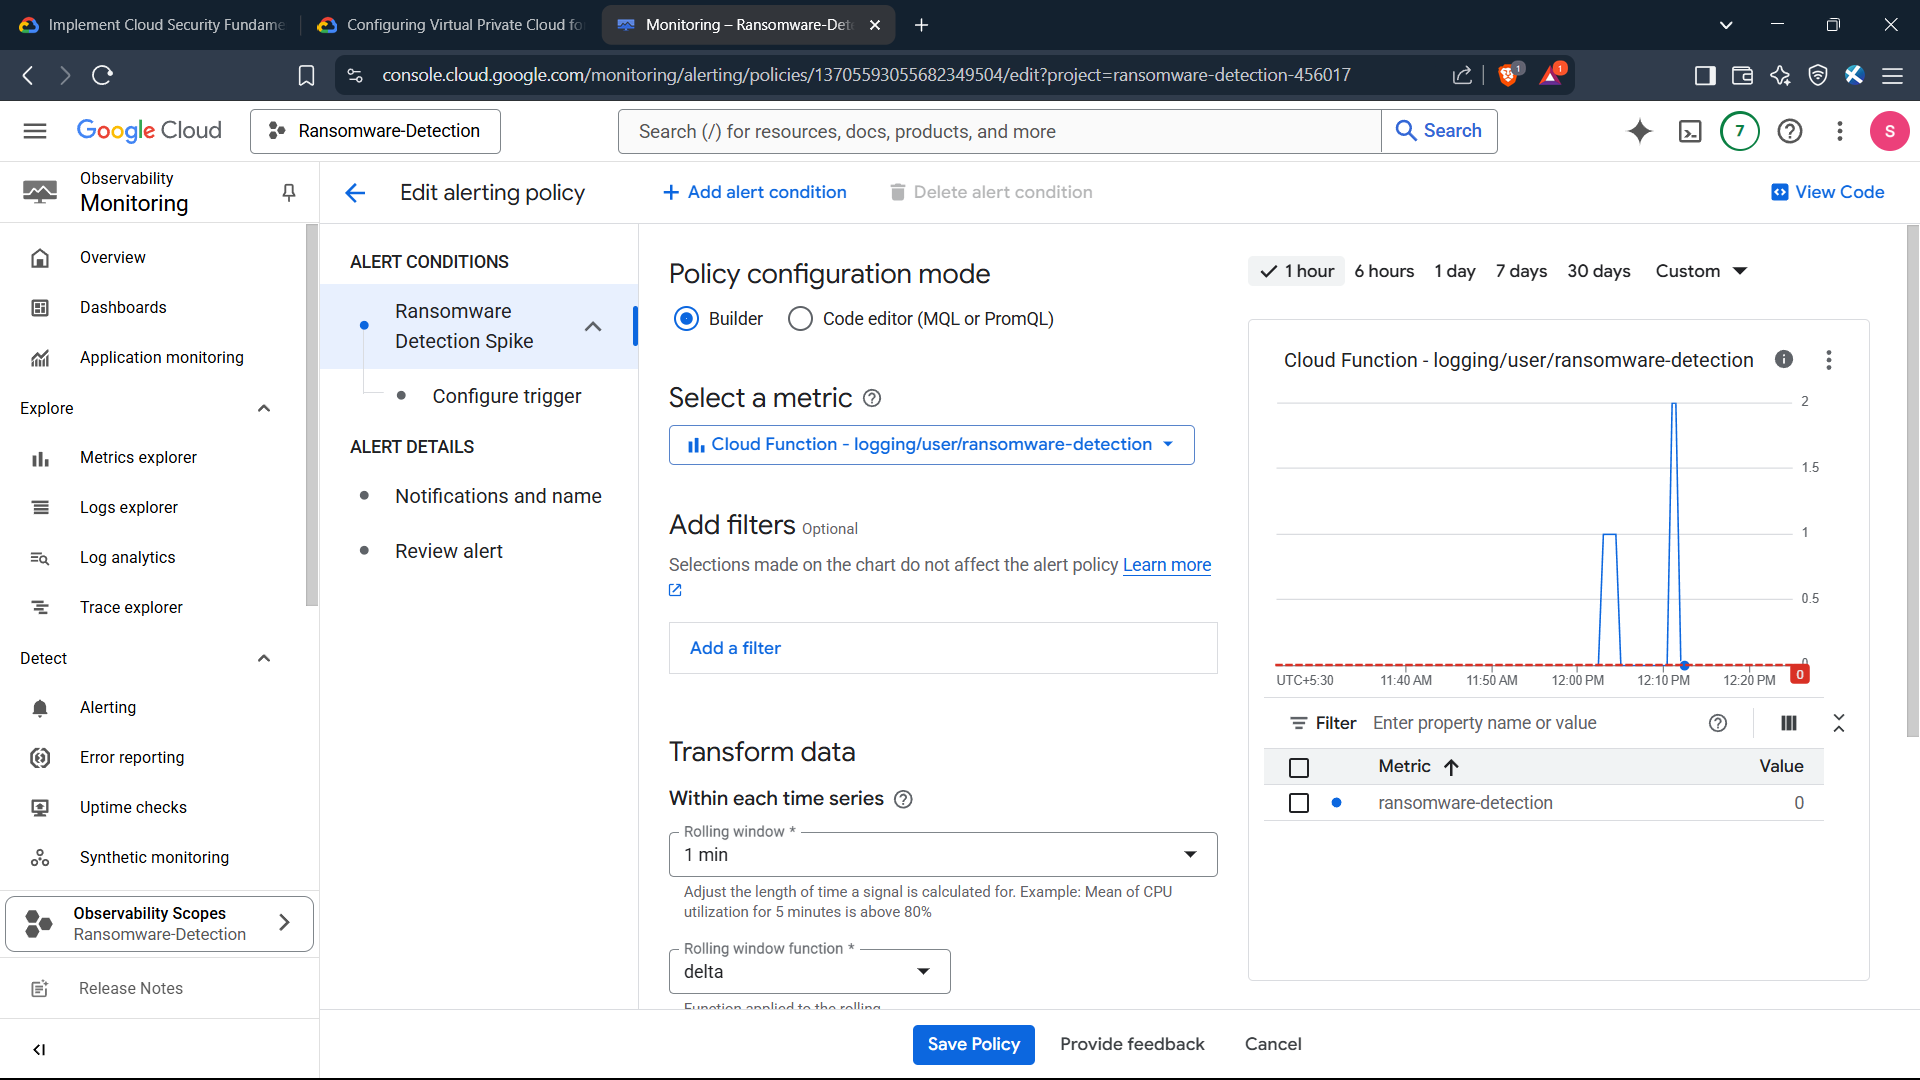 Implement Cloud Security Fundame
Configuring Virtual Private Cloud fo
Monitoring – Ransomware-Det
console.cloud.google.com/monitoring/alerting/policies/13705593055682349504/edit?project=ransomware-detection-456017
1
1
Google Cloud
Ransomware-Detection
Search (/) for resources, docs, products, and more
Search
7
S
Observability
Monitoring
Edit alerting policy
Add alert condition
Delete alert condition
View Code
Overview
Dashboards
Application monitoring
Explore
Metrics explorer
Logs explorer
Log analytics
Trace explorer
Detect
Alerting
Error reporting
Uptime checks
Synthetic monitoring
Observability Scopes
Ransomware-Detection
Release Notes
ALERT CONDITIONS
Ransomware
Detection Spike
Configure trigger
ALERT DETAILS
Notifications and name
Review alert
Policy configuration mode
Builder
Code editor (MQL or PromQL)
Select a metric
Cloud Function - logging/user/ransomware-detection
Add filters Optional
Selections made on the chart do not affect the alert policy Learn more
Add a filter
Transform data
Within each time series
Rolling window *
1 min
Adjust the length of time a signal is calculated for. Example: Mean of CPU
utilization for 5 minutes is above 80%
Rolling window function *
delta
Function applied to the rolling
1 hour 6 hours 1 day 7 days 30 days Custom
Cloud Function - logging/user/ransomware-detection
2
1.5
1
0.5
0
0
UTC+5:30 11:40 AM 11:50 AM 12:00 PM 12:10 PM 12:20 PM
Filter Enter property name or value
Metric Value
ransomware-detection 0
Save Policy Provide feedback Cancel